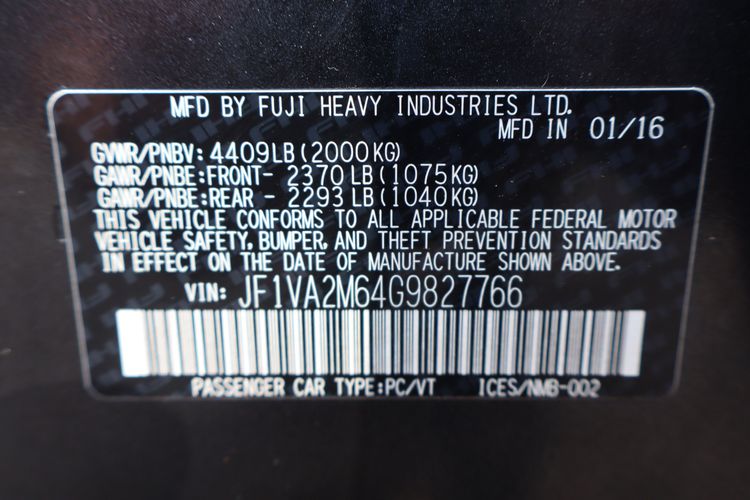 MFD BY FUJI HEAVY INDUSTRIES LTD.
MFD IN 01/16
GVWR/PNBV: 4409LB (2000KG)
GAWR/PNBE: FRONT- 2370 LB (1075KG)
GAWR/PNBE: REAR - 2293 LB (1040KG)
THIS VEHICLE CONFORMS TO ALL APPLICABLE FEDERAL MOTOR
VEHICLE SAFETY, BUMPER, AND THEFT PREVENTION STANDARDS
IN EFFECT ON THE DATE OF MANUFACTURE SHOWN ABOVE.
VIN: JF1VA2M64G9827766
PASSENGER CAR TYPE:PC/VT ICES/NMB-002